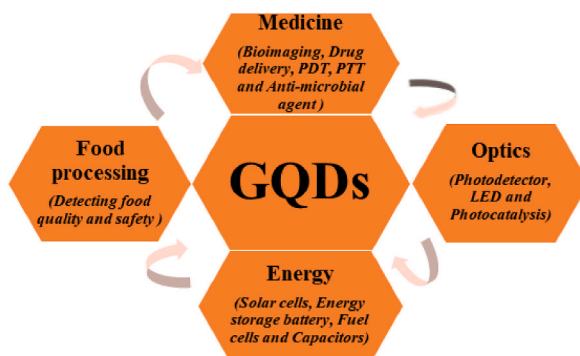 Medicine
(Bioimaging, Drug
delivery, PDT, PTT
and Anti-microbial
agent )
Food
processing
(Detecting food
quality and safety )
GQDs
Optics
(Photodetector,
LED and
Photocatalysis)
Energy
(Solar cells, Energy
storage battery, Fuel
cells and Capacitors)